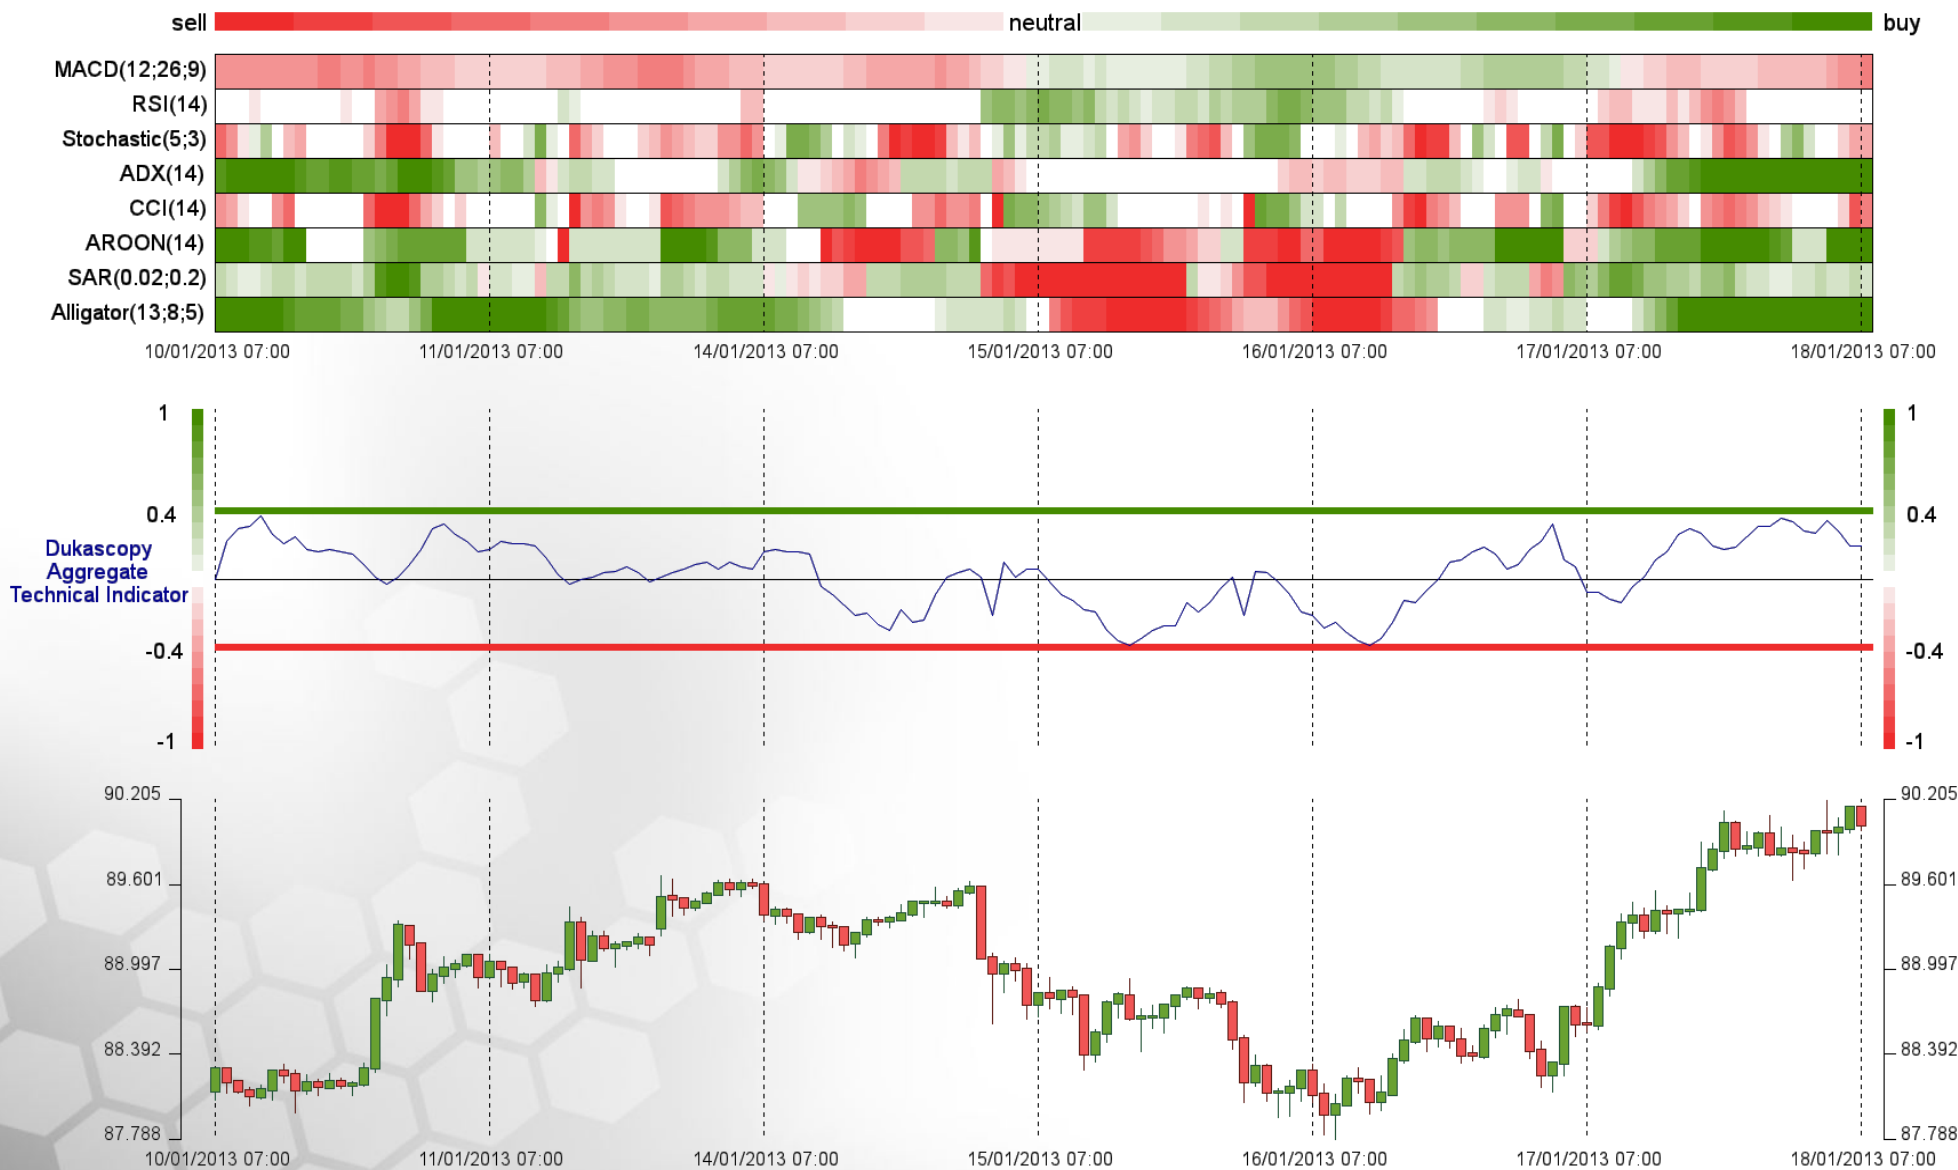 sell neutral buy
MACD(12;26;9)
RSI(14)
Stochastic(5;3)
ADX(14)
CCI(14)
AROON(14)
SAR(0.02;0.2)
Alligator(13;8;5)
10/01/2013 07:00 11/01/2013 07:00 14/01/2013 07:00 15/01/2013 07:00 16/01/2013 07:00 17/01/2013 07:00 18/01/2013 07:00
1 1
0.4 0.4
Dukascopy
Aggregate
Technical Indicator
-0.4 -0.4
-1 -1
90.205 90.205
89.601 89.601
88.997 88.997
88.392 88.392
87.788 87.788
10/01/2013 07:00 11/01/2013 07:00 14/01/2013 07:00 15/01/2013 07:00 16/01/2013 07:00 17/01/2013 07:00 18/01/2013 07:00